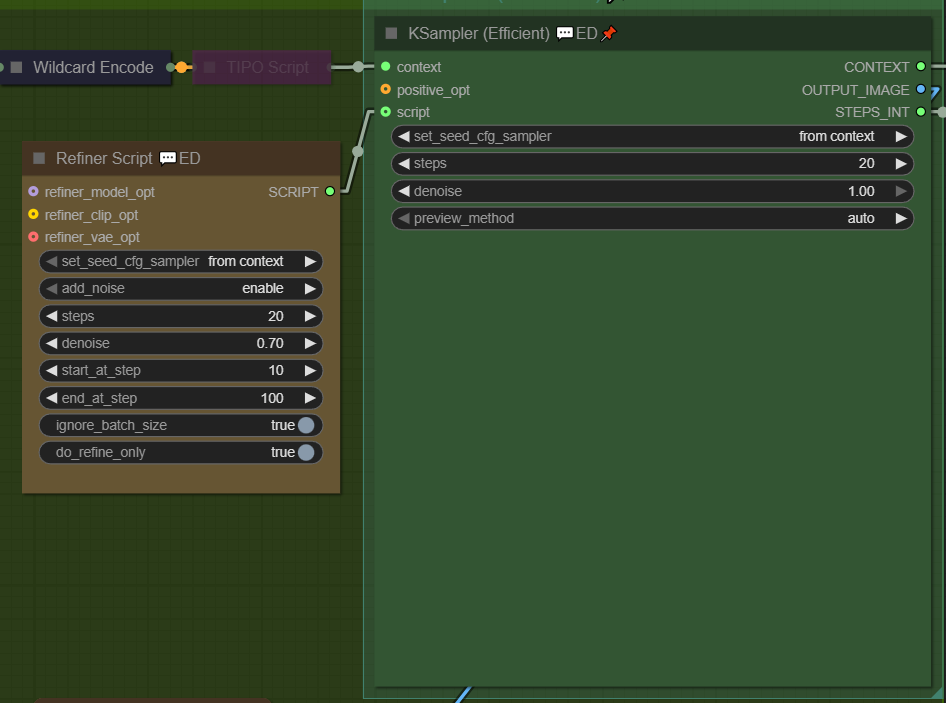 KSampler (Efficient) 💬ED📌
Wildcard Encode
TIPO Script
context CONTEXT
positive_opt OUTPUT_IMAGE
script STEPS_INT
set_seed_cfg_sampler from context
steps 20
denoise 1.00
preview_method auto
Refiner Script 💬ED
refiner_model_opt SCRIPT
refiner_clip_opt
refiner_vae_opt
set_seed_cfg_sampler from context
add_noise enable
steps 20
denoise 0.70
start_at_step 10
end_at_step 100
ignore_batch_size true
do_refine_only true